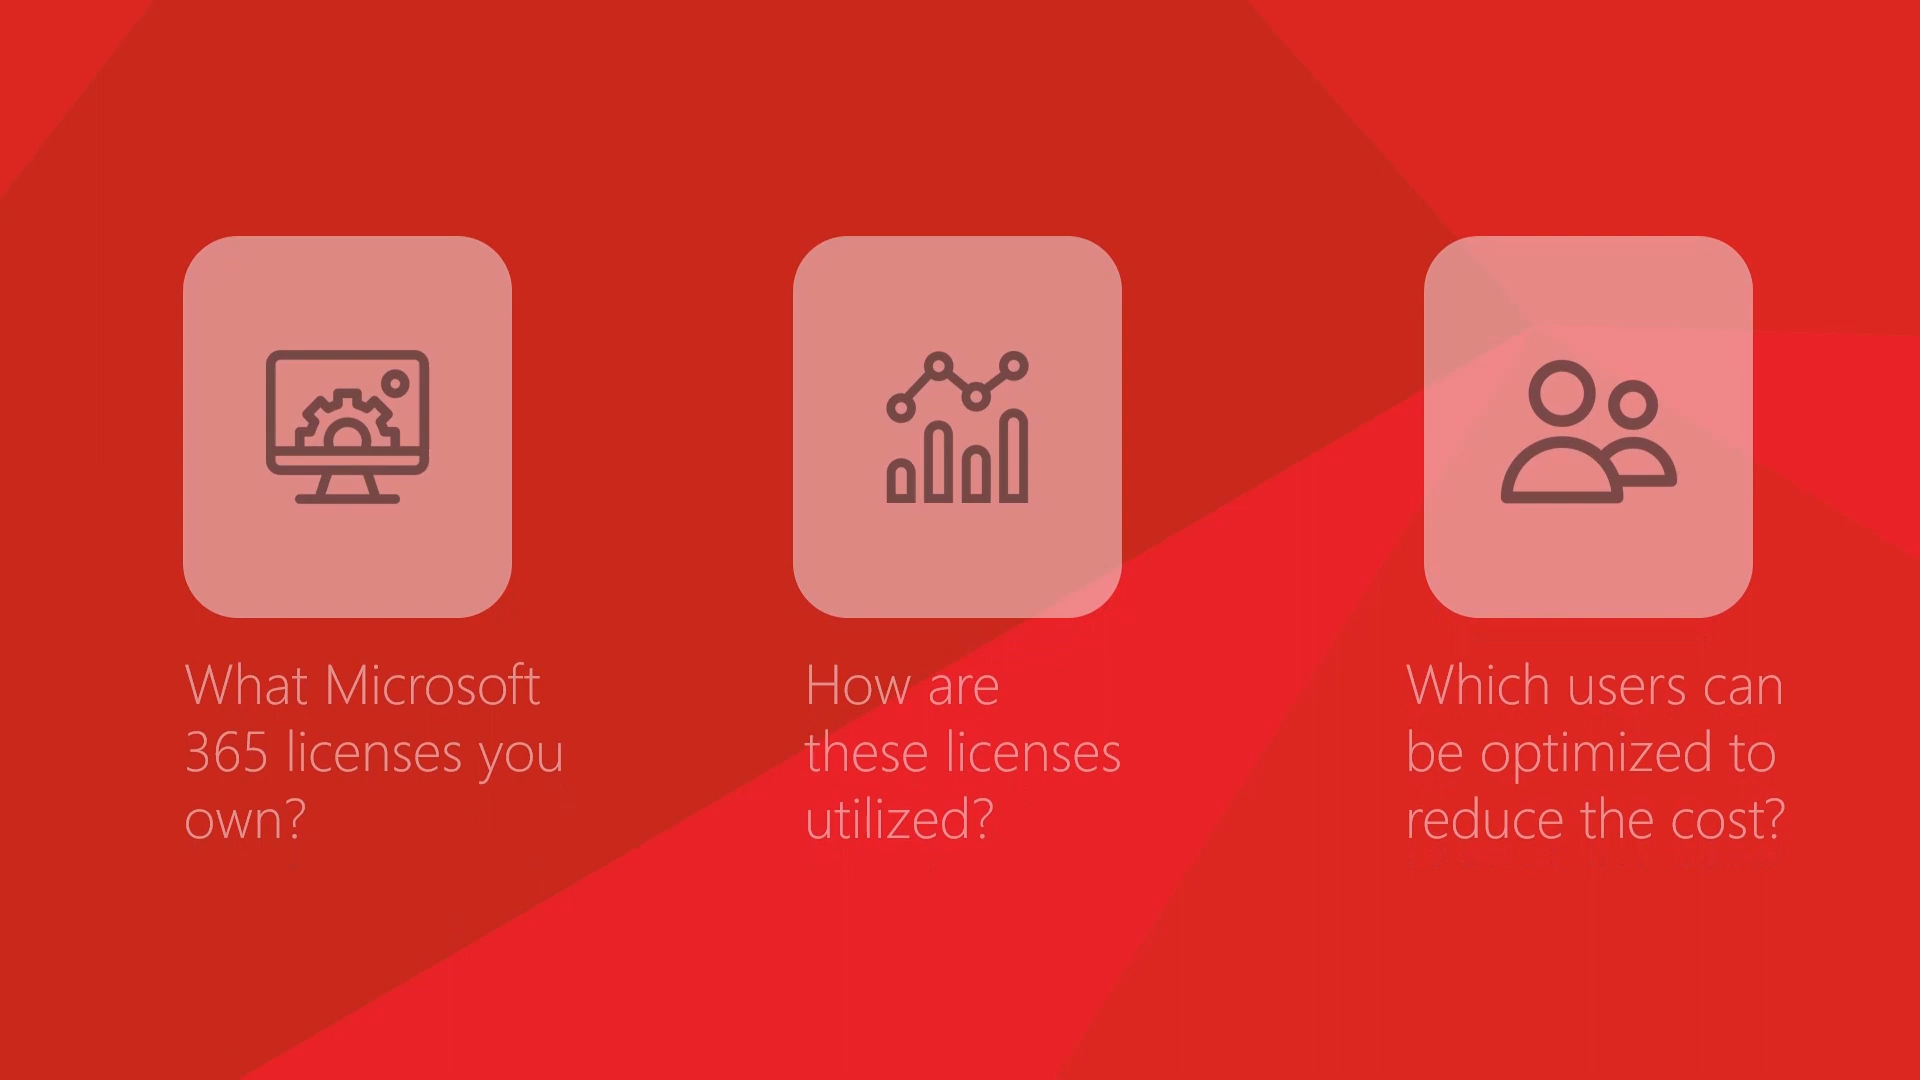 What Microsoft
365 licenses you
own?
How are
these licenses
utilized?
Which users can
be optimized to
reduce the cost?